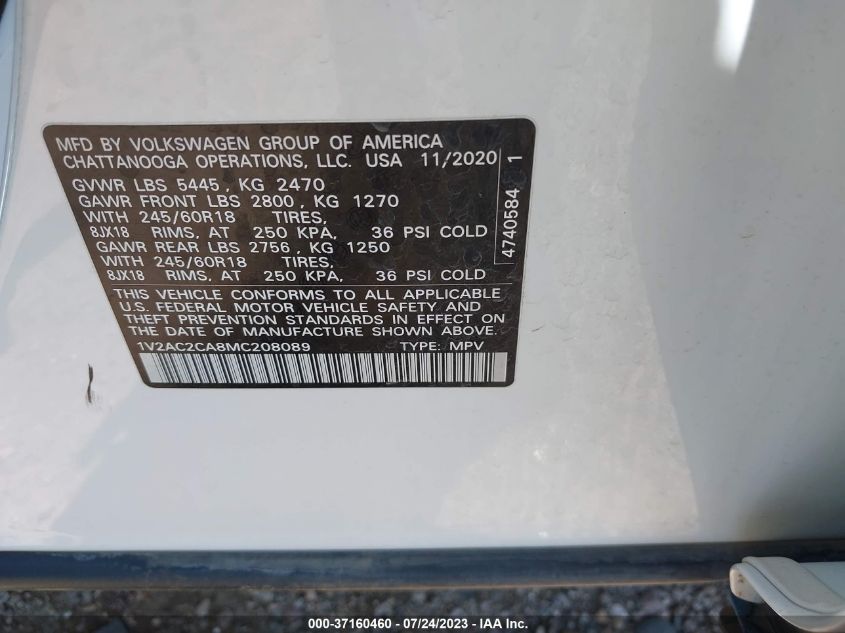 MFD BY VOLKSWAGEN GROUP OF AMERICA
CHATTANOOGA OPERATIONS, LLC. USA 11/2020
GVWR LBS 5445, KG 2470
GAWR FRONT LBS 2800, KG 1270
WITH 245/60R18 TIRES,
8JX18 RIMS, AT 250 KPA, 36 PSI COLD
GAWR REAR LBS 2756, KG 1250
WITH 245/60R18 TIRES,
8JX18 RIMS, AT 250 KPA, 36 PSI COLD
4740584 1
THIS VEHICLE CONFORMS TO ALL APPLICABLE
U.S. FEDERAL MOTOR VEHICLE SAFETY AND
THEFT PREVENTION STANDARDS IN EFFECT ON
THE DATE OF MANUFACTURE SHOWN ABOVE.
1V2AC2CA8MC208089 TYPE: MPV
000-37160460 - 07/24/2023 - IAA Inc.